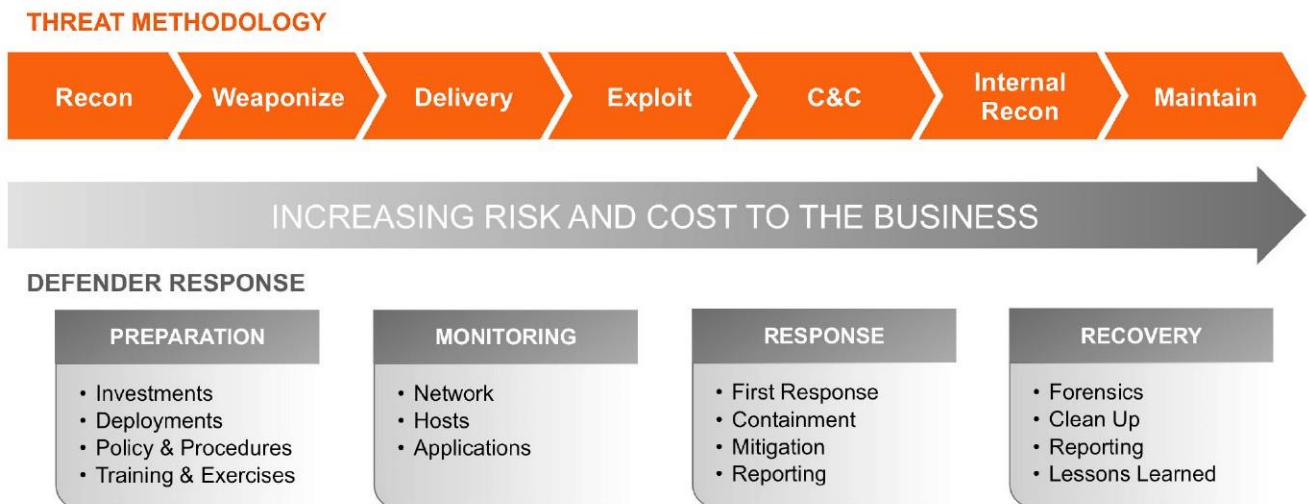 THREAT METHODOLOGY
Recon
Weaponize
Delivery
Exploit
C&C
Internal
Recon
Maintain
INCREASING RISK AND COST TO THE BUSINESS
DEFENDER RESPONSE
PREPARATION
• Investments
• Deployments
• Policy & Procedures
• Training & Exercises
MONITORING
• Network
• Hosts
• Applications
RESPONSE
• First Response
• Containment
• Mitigation
• Reporting
RECOVERY
• Forensics
• Clean Up
• Reporting
• Lessons Learned